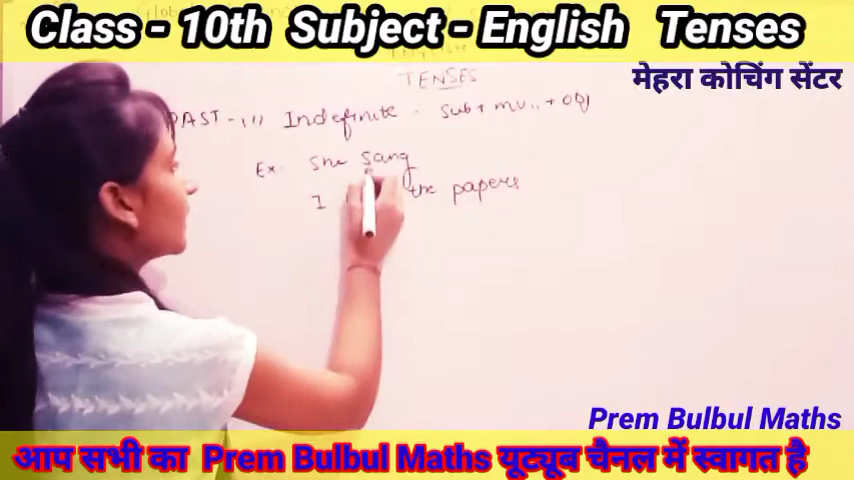 Class - 10th Subject - English Tenses
मेहरा कोचिंग सेंटर
TENSES
PAST - (i) Indefinite - Sub + MV₁₁ + Obj
Ex. She Sang
I the papers
Prem Bulbul Maths
आप सभी का Prem Bulbul Maths यूट्यूब चैनल में स्वागत है